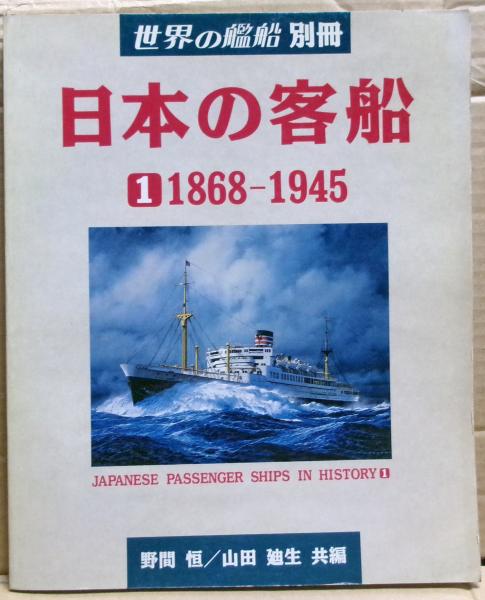 世界の艦船 別冊
日本の客船
1 1868-1945
JAPANESE PASSENGER SHIPS IN HISTORY 1
野間 恒/山田 廸生 共編